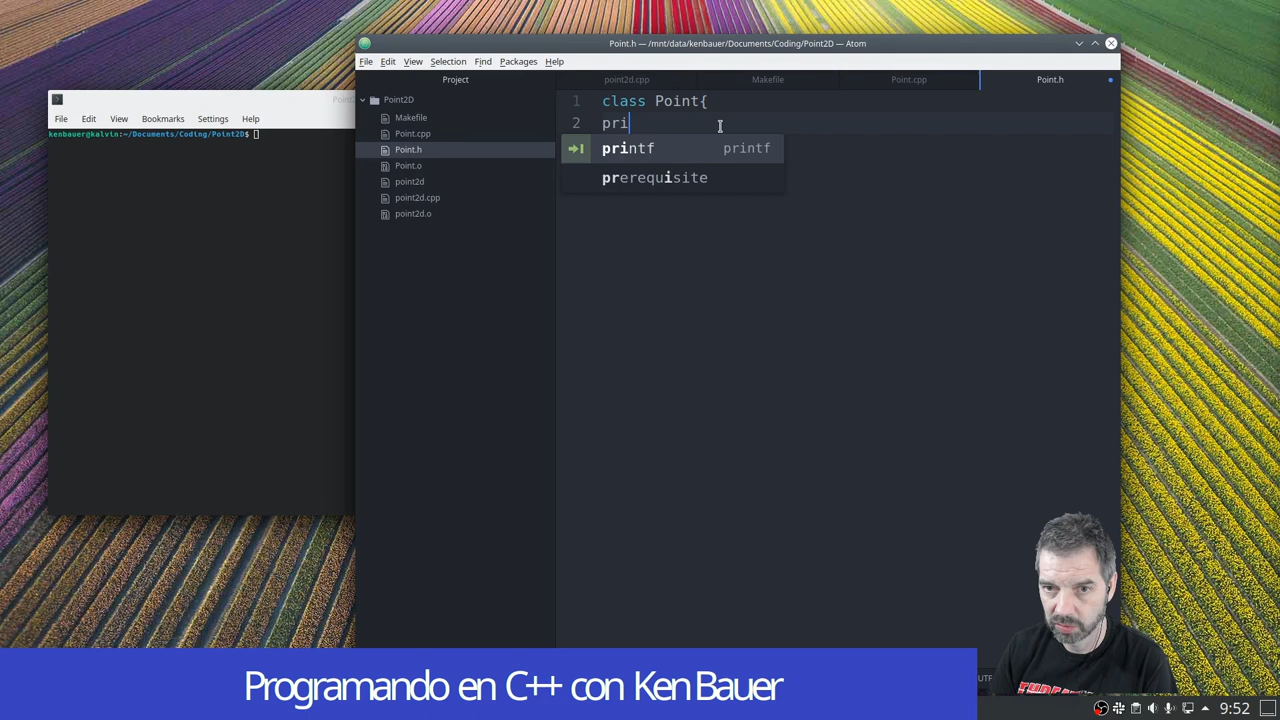 Point.h — /mnt/data/kenbauer/Documents/Coding/Point2D — Atom
File Edit View Selection Find Packages Help
Project point2d.cpp Makefile Point.cpp Point.h
Point2D
Makefile
Point.cpp
Point.h
Point.o
point2d
point2d.cpp
point2d.o
1 class Point{
2 pri
printf printf
prerequisite
File Edit View Bookmarks Settings Help
kenbauer@kalvin:~/Documents/Coding/Point2D$
UTF
Programando en C++ con Ken Bauer
9:52